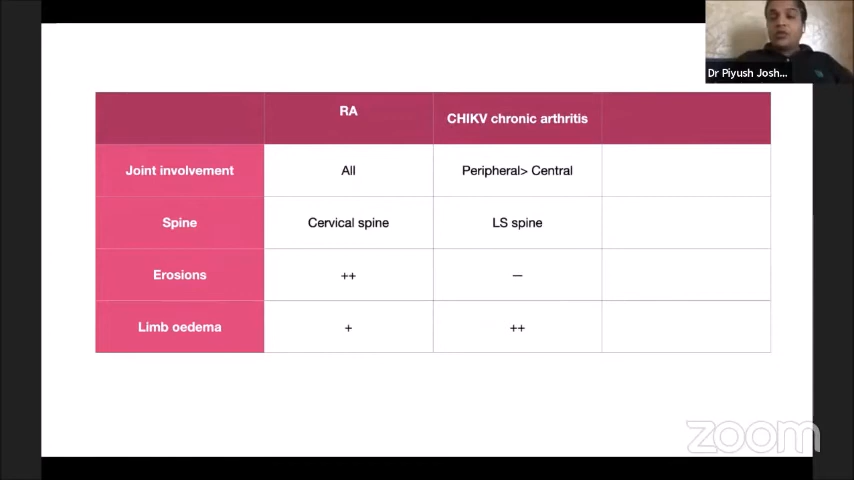 Dr Piyush Josh...
RA
CHIKV chronic arthritis
Joint involvement
All
Peripheral> Central
Spine
Cervical spine
LS spine
Erosions
++
—
Limb oedema
+
++
zoom